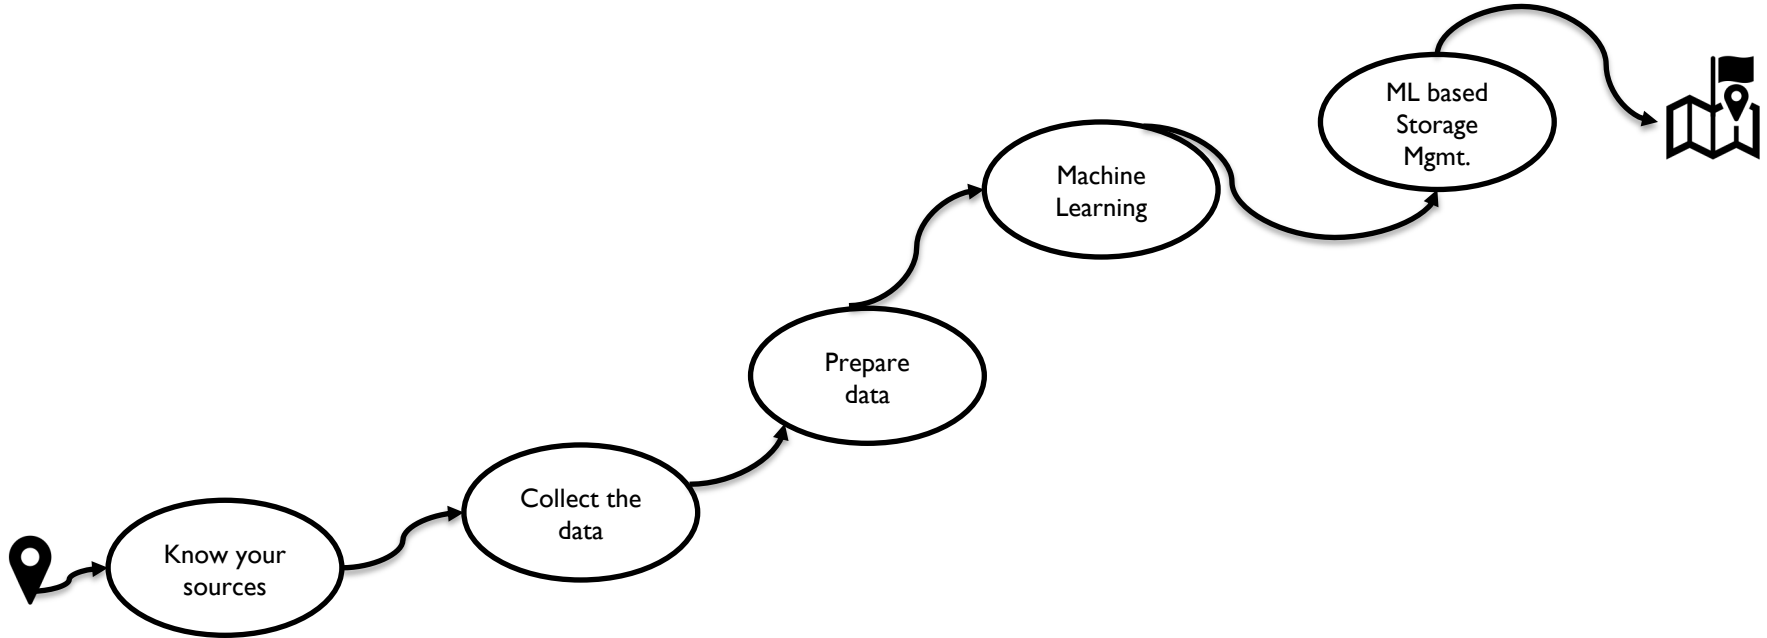 Know your
sources
Collect the
data
Prepare
data
Machine
Learning
ML based
Storage
Mgmt.